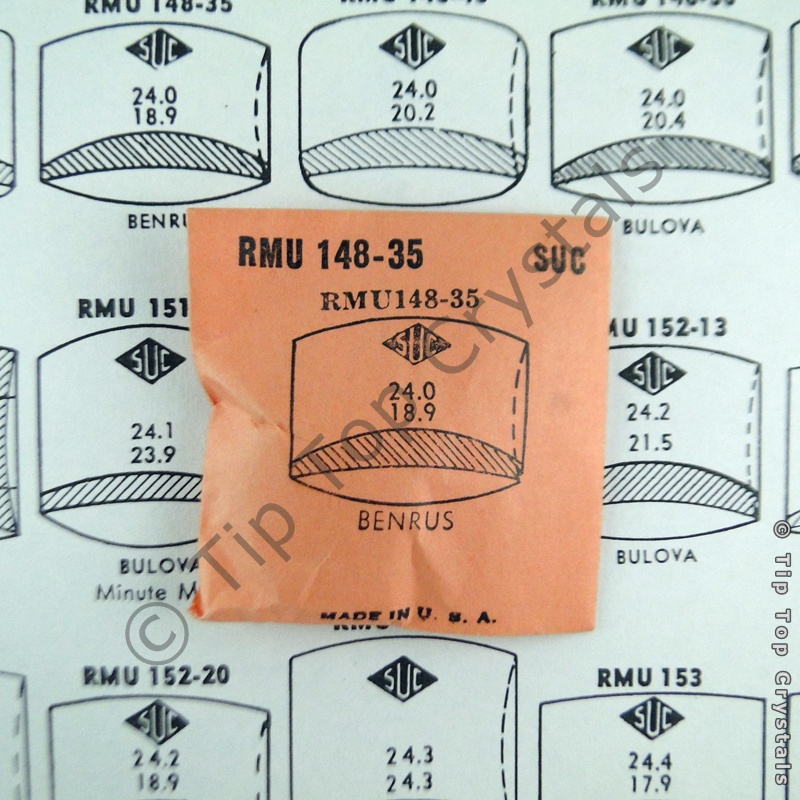 RMU 148-35
SUC
24.0
18.9
SUC
24.0
20.2
SUC
24.0
20.4
BULOVA
RMU 148-35 SUC
RMU148-35
SUC
24.0
18.9
BENRUS
MADE IN U. S. A.
RMU 151
24.1
23.9
BULOVA
Minute M
SUC
MU 152-13
SUC
24.2
21.5
BULOVA
RMU 152-20
SUC
24.2
18.9
SUC
24.3
24.3
RMU 153
SUC
24.4
17.9
© Tip Top Crystals
© Tip Top Crystals